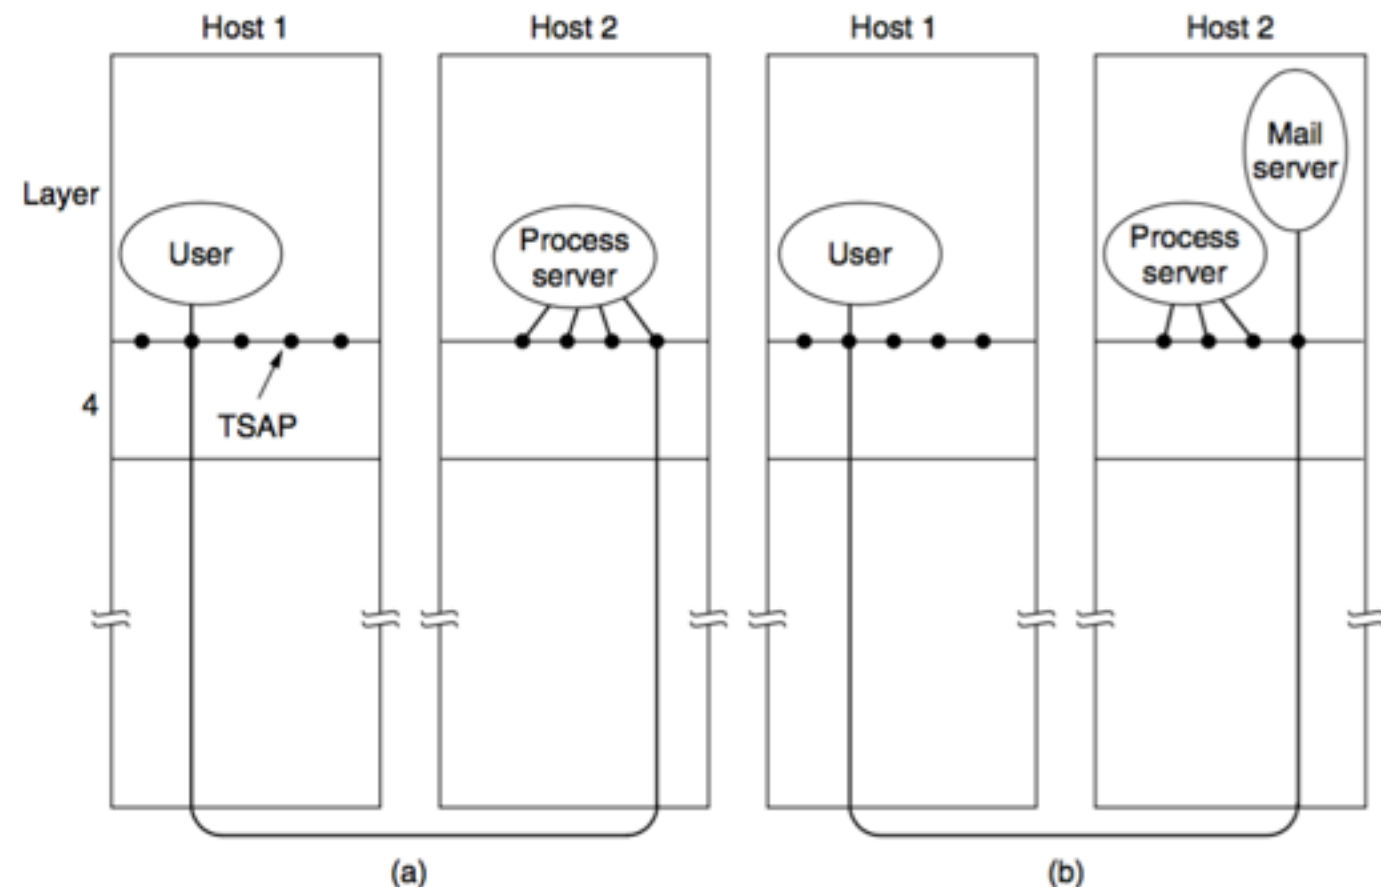 Host 1
Host 2
Host 1
Host 2
Mail
server
Layer
User
Process
server
User
Process
server
4
TSAP
(a)
(b)